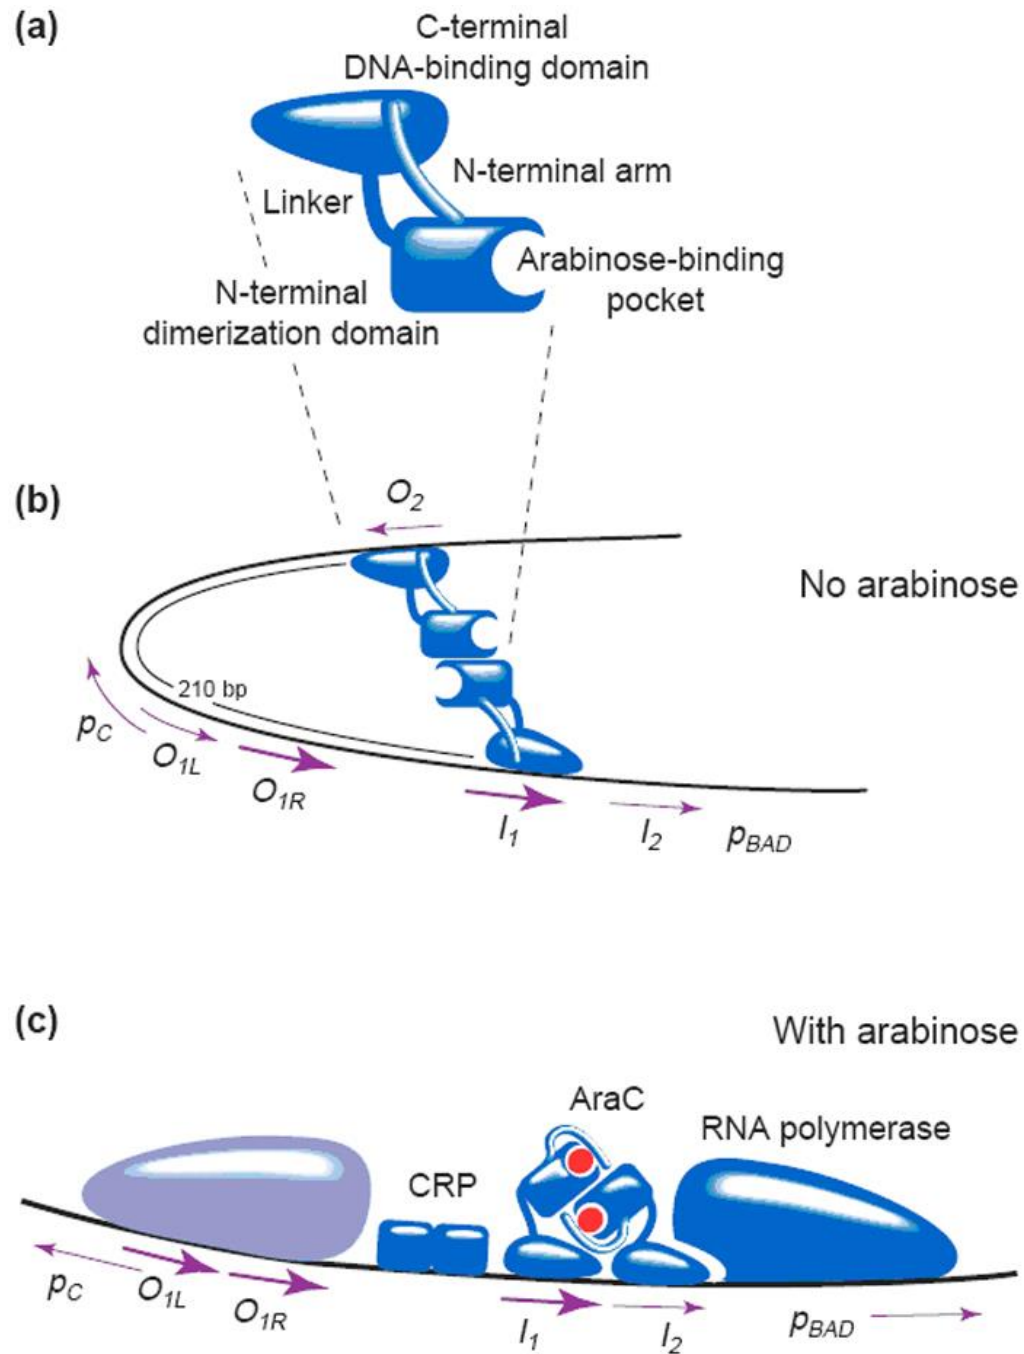 (a)
C-terminal
DNA-binding domain
N-terminal arm
Linker
Arabinose-binding
pocket
N-terminal
dimerization domain
(b)
O2
No arabinose
210 bp
pC
O1L
O1R
I1
I2
pBAD
(c)
With arabinose
AraC
RNA polymerase
CRP
pC
O1L
O1R
I1
I2
pBAD